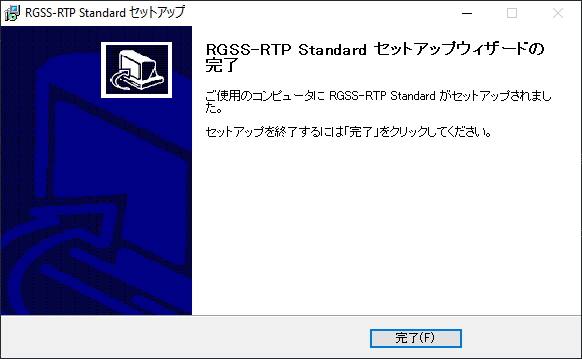 RGSS-RTP Standard セットアップ
RGSS-RTP Standard セットアップウィザードの
完了
ご使用のコンピュータに RGSS-RTP Standard がセットアップされまし
た。
セットアップを終了するには「完了」をクリックしてください。
完了(F)